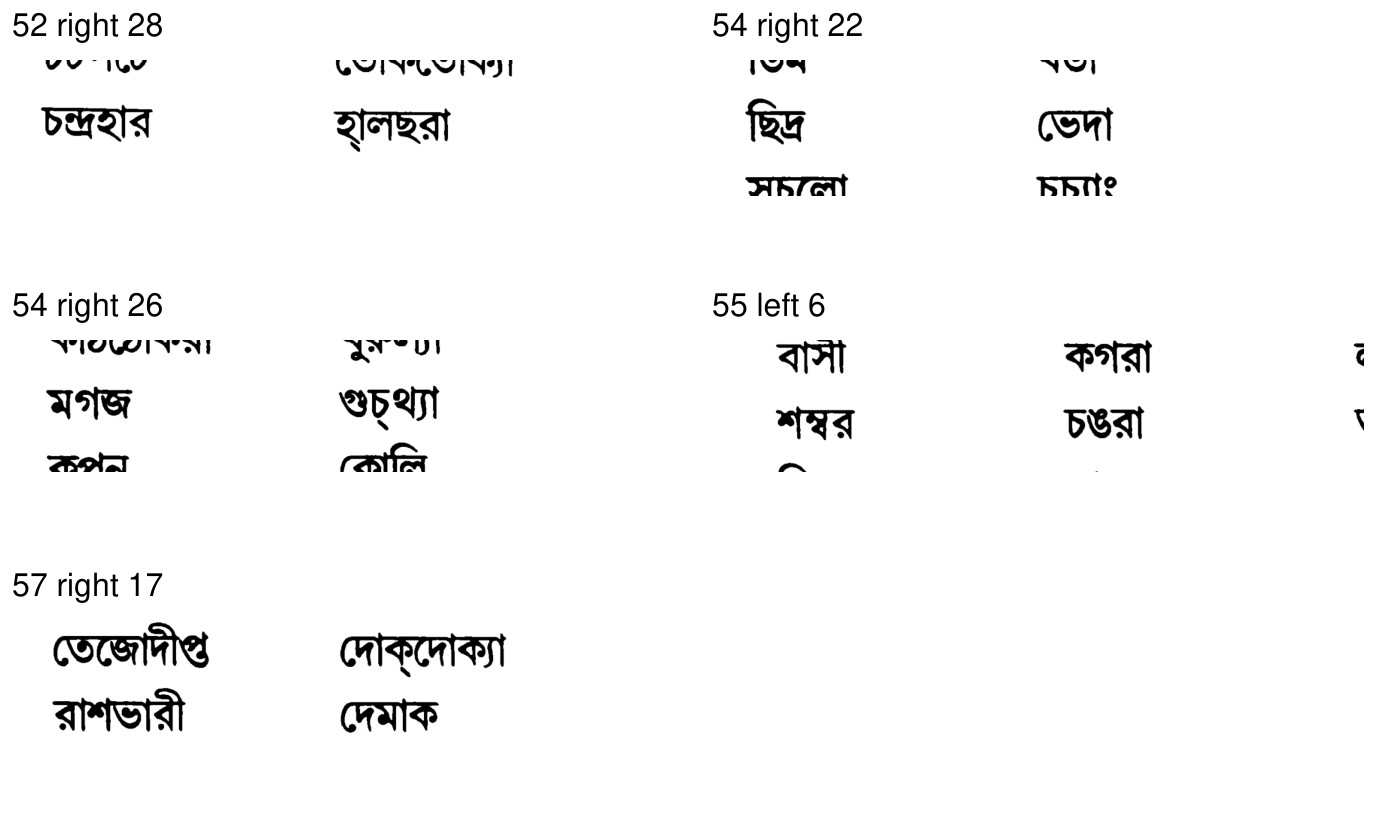 52 right 28
চন্দ্রহার হা্লছরা
54 right 22
ছিদ্র ভেদা
54 right 26
মগজ গুচ্থ্যা
55 left 6
বাসী কগরা
শম্বর চঙরা
57 right 17
তেজোদীপ্ত দোক্দোক্যা
রাশভারী দেমাক